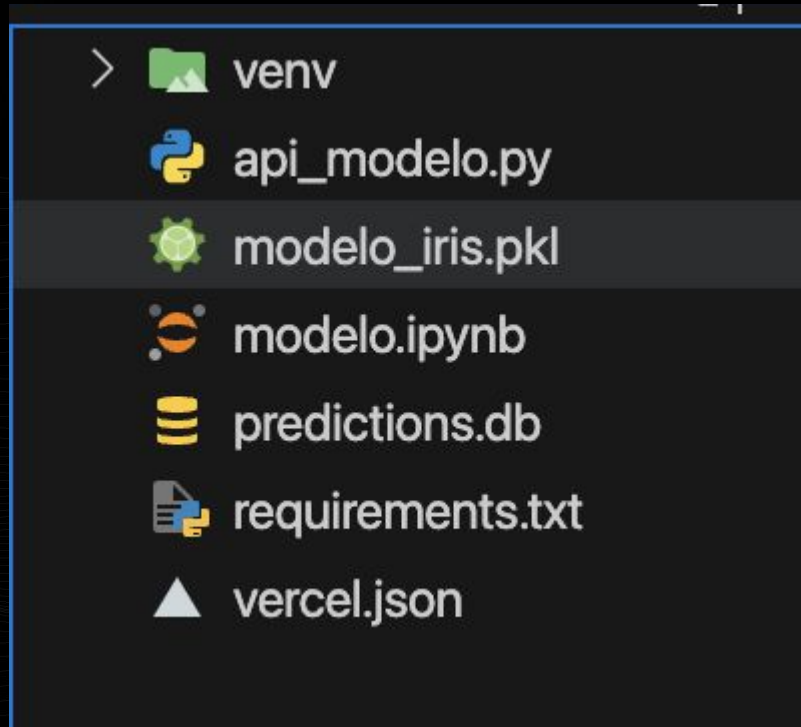 venv
api_modelo.py
modelo_iris.pkl
modelo.ipynb
predictions.db
requirements.txt
vercel.json